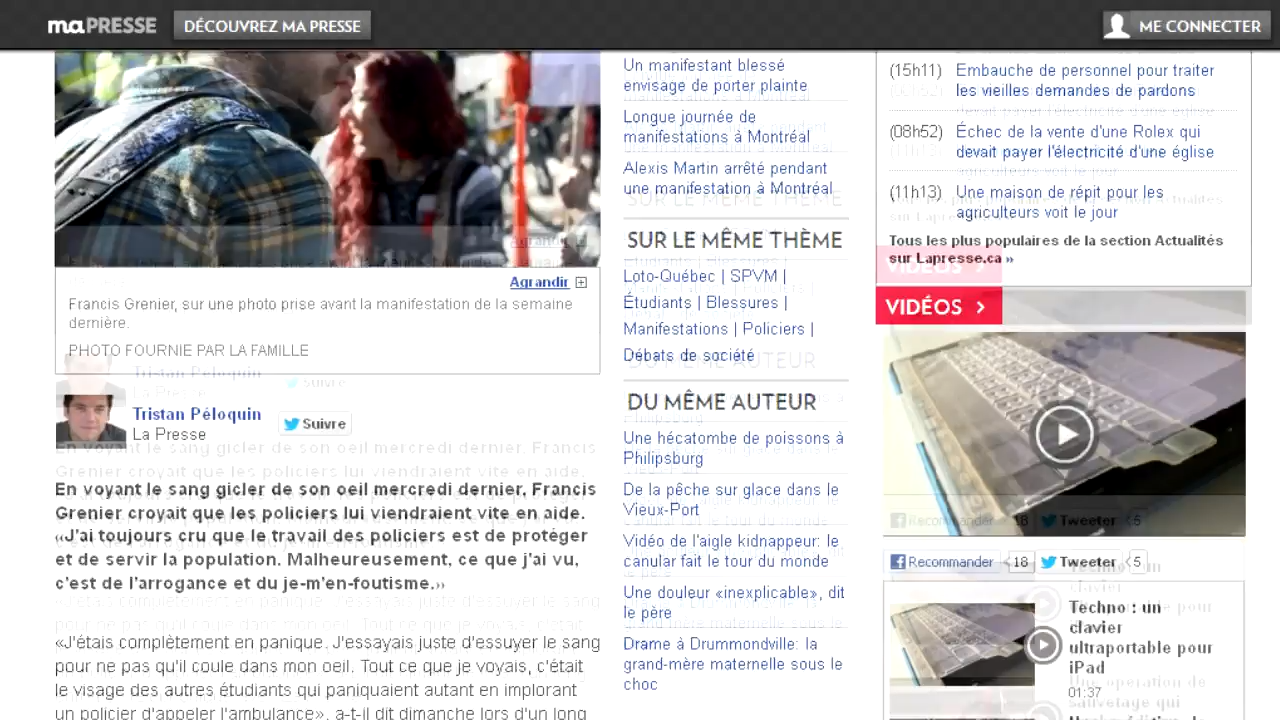 maPRESSE
DÉCOUVREZ MA PRESSE
ME CONNECTER
Agrandir
Francis Grenier, sur une photo prise avant la manifestation de la semaine
dernière.
PHOTO FOURNIE PAR LA FAMILLE
Tristan Péloquin
La Presse
Suivre
En voyant le sang gicler de son oeil mercredi dernier, Francis
Grenier croyait que les policiers lui viendraient vite en aide.
«J'ai toujours cru que le travail des policiers est de protéger
et de servir la population. Malheureusement, ce que j'ai vu,
c'est de l'arrogance et du je-m'en-foutisme.»
«J'étais complètement en panique. J'essayais juste d'essuyer le sang
pour ne pas qu'il coule dans mon oeil. Tout ce que je voyais, c'était
le visage des autres étudiants qui paniquaient autant en implorant
un policier d'appeler l'ambulance», a-t-il dit dimanche lors d'un long
Un manifestant blessé
envisage de porter plainte
Longue journée de
manifestations à Montréal
Alexis Martin arrêté pendant
une manifestation à Montréal
SUR LE MÊME THÈME
Loto-Québec | SPVM |
Étudiants | Blessures |
Manifestations | Policiers |
Débats de société
DU MÊME AUTEUR
Une hécatombe de poissons à
Philipsburg
De la pêche sur glace dans le
Vieux-Port
Vidéo de l'aigle kidnappeur: le
canular fait le tour du monde
Une douleur «inexplicable», dit
le père
Drame à Drummondville: la
grand-mère maternelle sous le
choc
(15h11) Embauche de personnel pour traiter
les vieilles demandes de pardons
(08h52) Échec de la vente d'une Rolex qui
devait payer l'électricité d'une église
(11h13) Une maison de répit pour les
agriculteurs voit le jour
Tous les plus populaires de la section Actualités
sur Lapresse.ca »
VIDÉOS >
Recommander 18 Tweeter 5
Techno : un
clavier
ultraportable pour
iPad
01:37